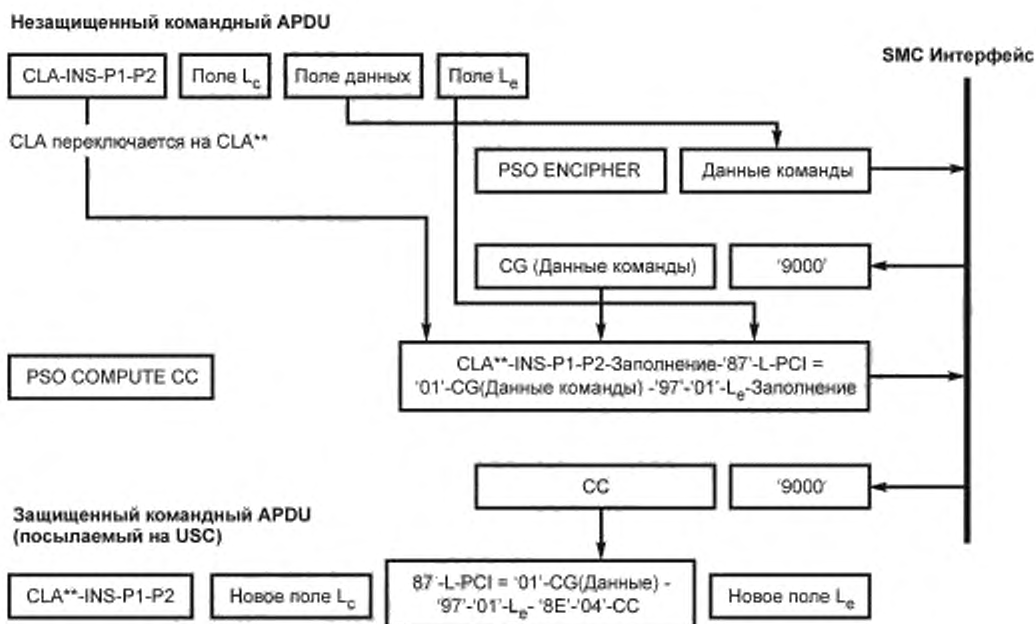 Незащищенный командный APDU
SMC Интерфейс
CLA-INS-P1-P2
Поле Lc
Поле данных
Поле Le
CLA переключается на CLA**
PSO ENCIPHER
Данные команды
CG (Данные команды)
'9000'
PSO COMPUTE CC
CLA**-INS-P1-P2-Заполнение-'87'-L-PCI =
'01'-CG(Данные команды) -'97'-'01'-Le-Заполнение
CC
'9000'
Защищенный командный APDU
(посылаемый на USC)
CLA**-INS-P1-P2
Новое поле Lc
87'-L-PCI = '01'-CG(Данные) -
'97'-'01'-Le- '8E'-'04'-CC
Новое поле Le